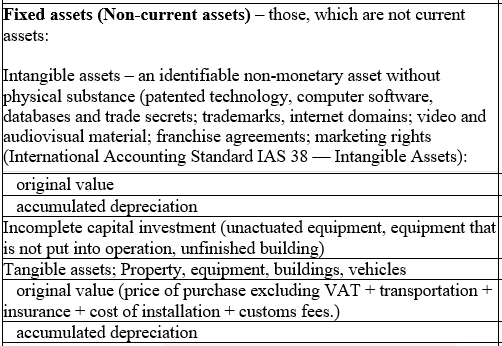 Fixed assets (Non-current assets) – those, which are not current
assets:
Intangible assets – an identifiable non-monetary asset without
physical substance (patented technology, computer software,
databases and trade secrets; trademarks, internet domains; video and
audiovisual material; franchise agreements; marketing rights
(International Accounting Standard IAS 38 — Intangible Assets):
original value
accumulated depreciation
Incomplete capital investment (unactuated equipment, equipment that
is not put into operation, unfinished building)
Tangible assets; Property, equipment, buildings, vehicles
original value (price of purchase excluding VAT + transportation +
insurance + cost of installation + customs fees.)
accumulated depreciation